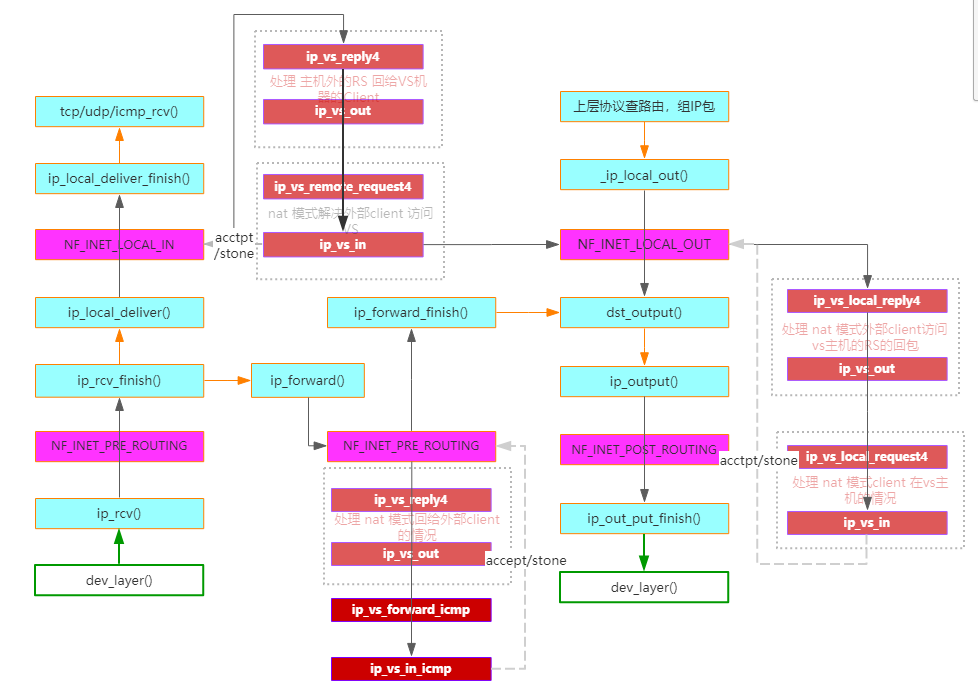 ip_vs_reply4
处理 主机外的RS 回给VS机
器的Client
ip_vs_out
ip_vs_remote_request4
nat 模式解决外部client 访问
VS
ip_vs_in
acctpt
/stone
tcp/udp/icmp_rcv()
ip_local_deliver_finish()
NF_INET_LOCAL_IN
ip_local_deliver()
ip_rcv_finish()
NF_INET_PRE_ROUTING
ip_rcv()
dev_layer()
ip_forward()
ip_forward_finish()
NF_INET_PRE_ROUTING
ip_vs_reply4
处理 nat 模式回给外部client
的情况
ip_vs_out
accept/stone
ip_vs_forward_icmp
ip_vs_in_icmp
上层协议查路由，组IP包
_ip_local_out()
NF_INET_LOCAL_OUT
dst_output()
ip_output()
NF_INET_POST_ROUTING
ip_out_put_finish()
dev_layer()
ip_vs_local_reply4
处理 nat 模式外部client访问
vs主机的RS的回包
ip_vs_out
acctpt/stone
ip_vs_local_request4
处理 nat 模式client 在vs主
机的情况
ip_vs_in